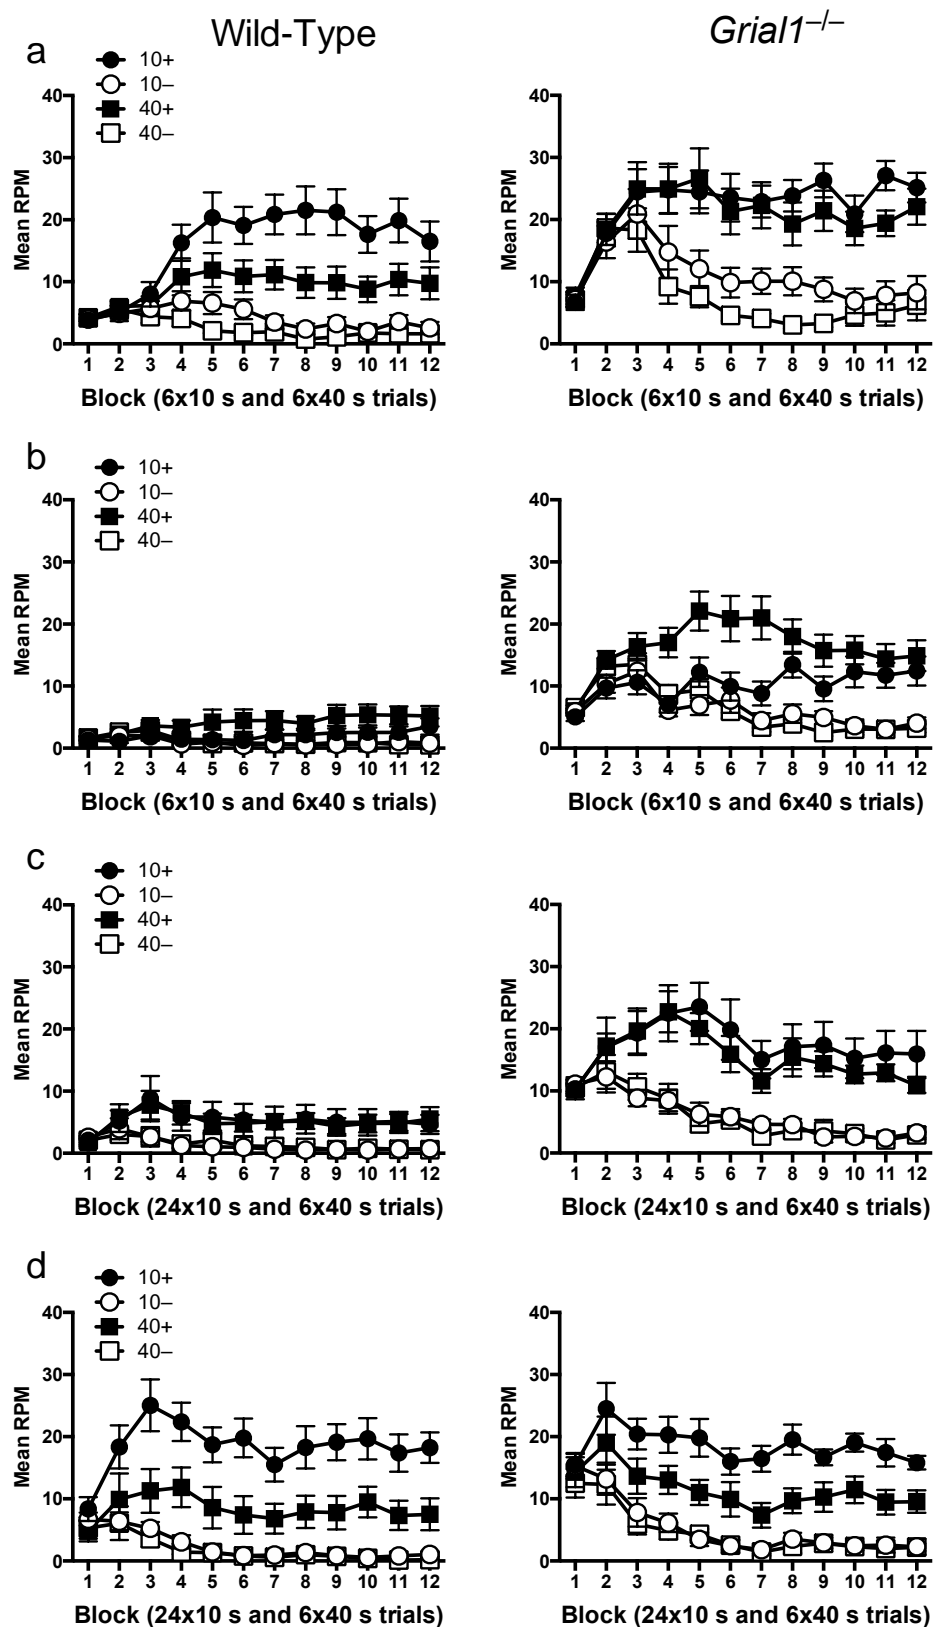 Wild-Type
Grial1–/–
a
10+
10–
40+
40–
40
30
20
10
0
Mean RPM
1 2 3 4 5 6 7 8 9 10 11 12
Block (6x10 s and 6x40 s trials)
40
30
20
10
0
Mean RPM
1 2 3 4 5 6 7 8 9 10 11 12
Block (6x10 s and 6x40 s trials)
b
10+
10–
40+
40–
40
30
20
10
0
Mean RPM
1 2 3 4 5 6 7 8 9 10 11 12
Block (6x10 s and 6x40 s trials)
40
30
20
10
0
Mean RPM
1 2 3 4 5 6 7 8 9 10 11 12
Block (6x10 s and 6x40 s trials)
c
10+
10–
40+
40–
40
30
20
10
0
Mean RPM
1 2 3 4 5 6 7 8 9 10 11 12
Block (24x10 s and 6x40 s trials)
40
30
20
10
0
Mean RPM
1 2 3 4 5 6 7 8 9 10 11 12
Block (24x10 s and 6x40 s trials)
d
10+
10–
40+
40–
40
30
20
10
0
Mean RPM
1 2 3 4 5 6 7 8 9 10 11 12
Block (24x10 s and 6x40 s trials)
40
30
20
10
0
Mean RPM
1 2 3 4 5 6 7 8 9 10 11 12
Block (24x10 s and 6x40 s trials)